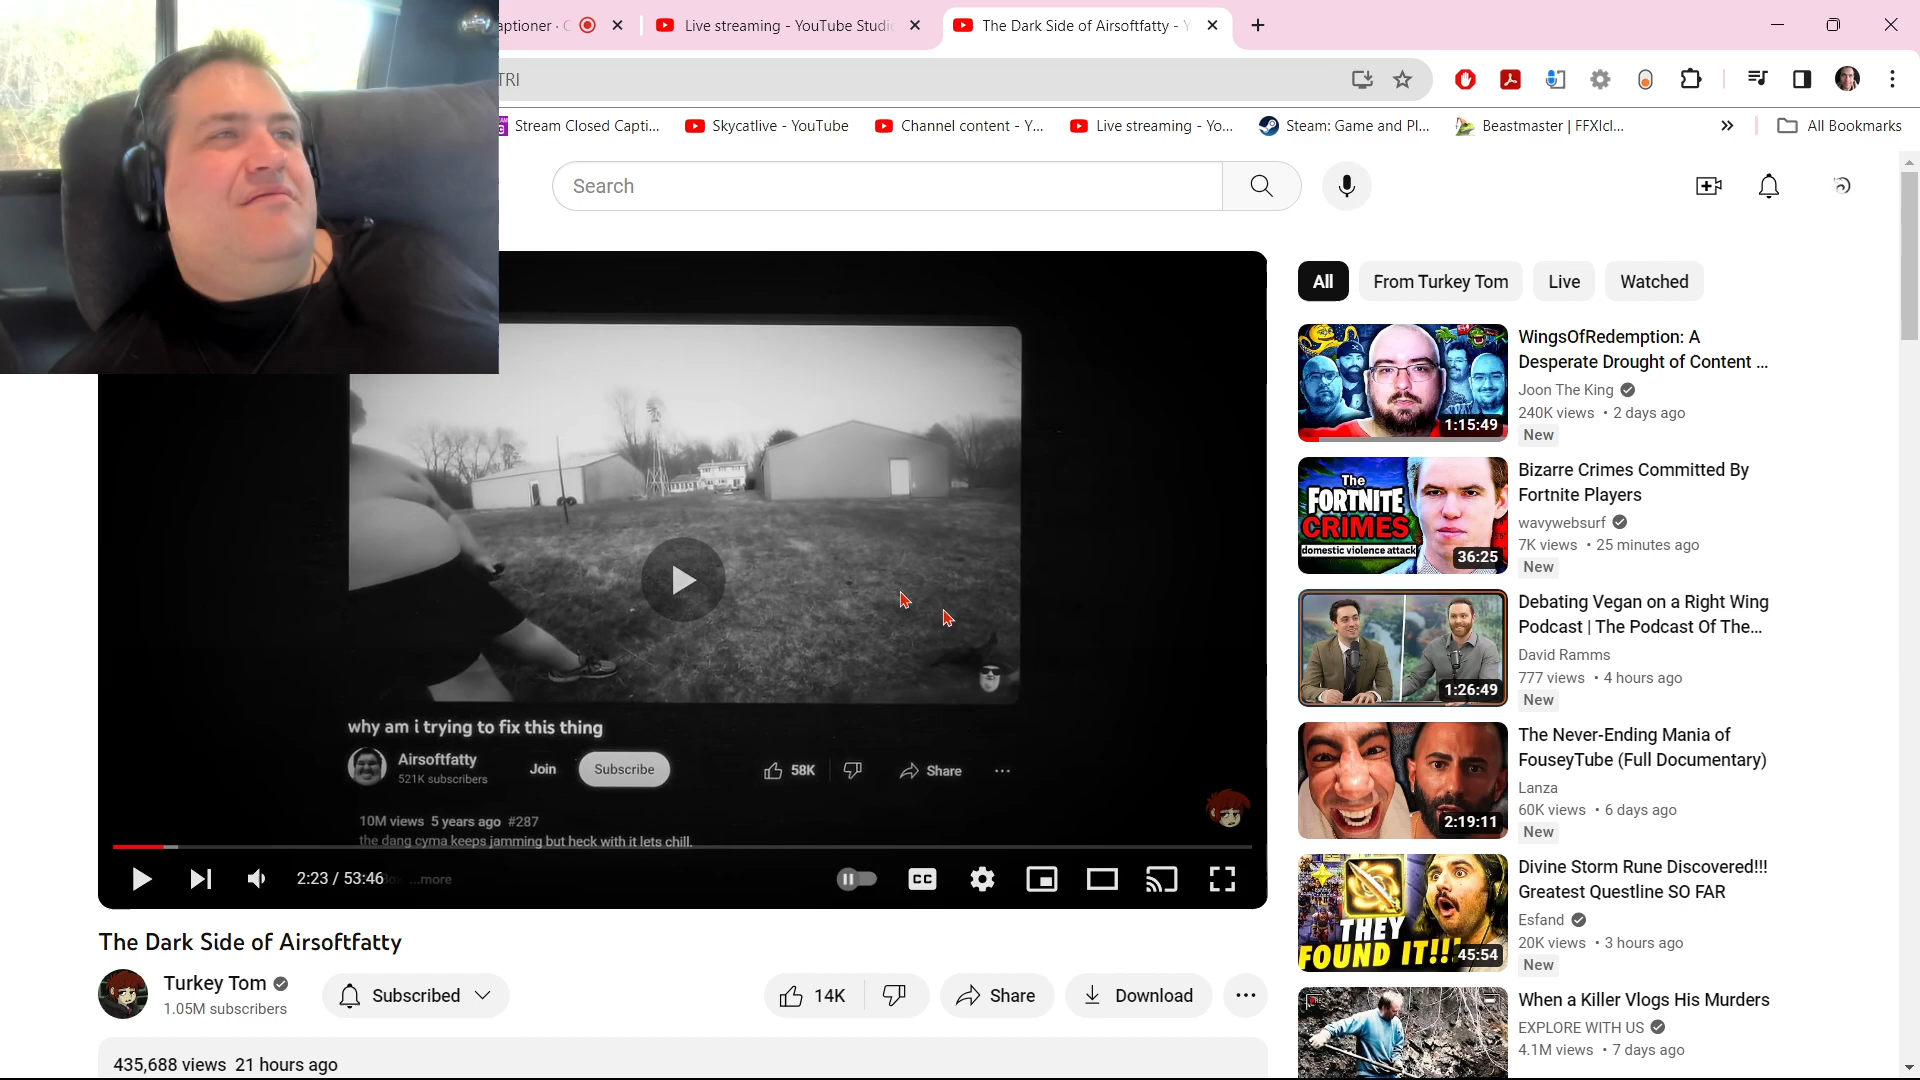 aptioner · C
Live streaming - YouTube Studi
The Dark Side of Airsoftfatty - Y
TRI
Stream Closed Capti...
Skycatlive - YouTube
Channel content - Y...
Live streaming - Yo...
Steam: Game and Pl...
Beastmaster | FFXIcl...
All Bookmarks
Search
why am i trying to fix this thing
Airsoftfatty
521K subscribers
Join
Subscribe
58K
Share
10M views 5 years ago #287
the dang cyma keeps jamming but heck with it lets chill.
...more
2:23 / 53:46
CC
The Dark Side of Airsoftfatty
Turkey Tom
1.05M subscribers
Subscribed
14K
Share
Download
435,688 views 21 hours ago
All
From Turkey Tom
Live
Watched
1:15:49
WingsOfRedemption: A
Desperate Drought of Content ...
Joon The King
240K views • 2 days ago
New
The
FORTNITE
CRIMES
domestic violence attack
36:25
Bizarre Crimes Committed By
Fortnite Players
wavywebsurf
7K views • 25 minutes ago
New
1:26:49
Debating Vegan on a Right Wing
Podcast | The Podcast Of The...
David Ramms
777 views • 4 hours ago
New
2:19:11
The Never-Ending Mania of
FouseyTube (Full Documentary)
Lanza
60K views • 6 days ago
New
THEY
FOUND IT!!!
45:54
Divine Storm Rune Discovered!!!
Greatest Questline SO FAR
Esfand
20K views • 3 hours ago
New
REC
When a Killer Vlogs His Murders
EXPLORE WITH US
4.1M views • 7 days ago